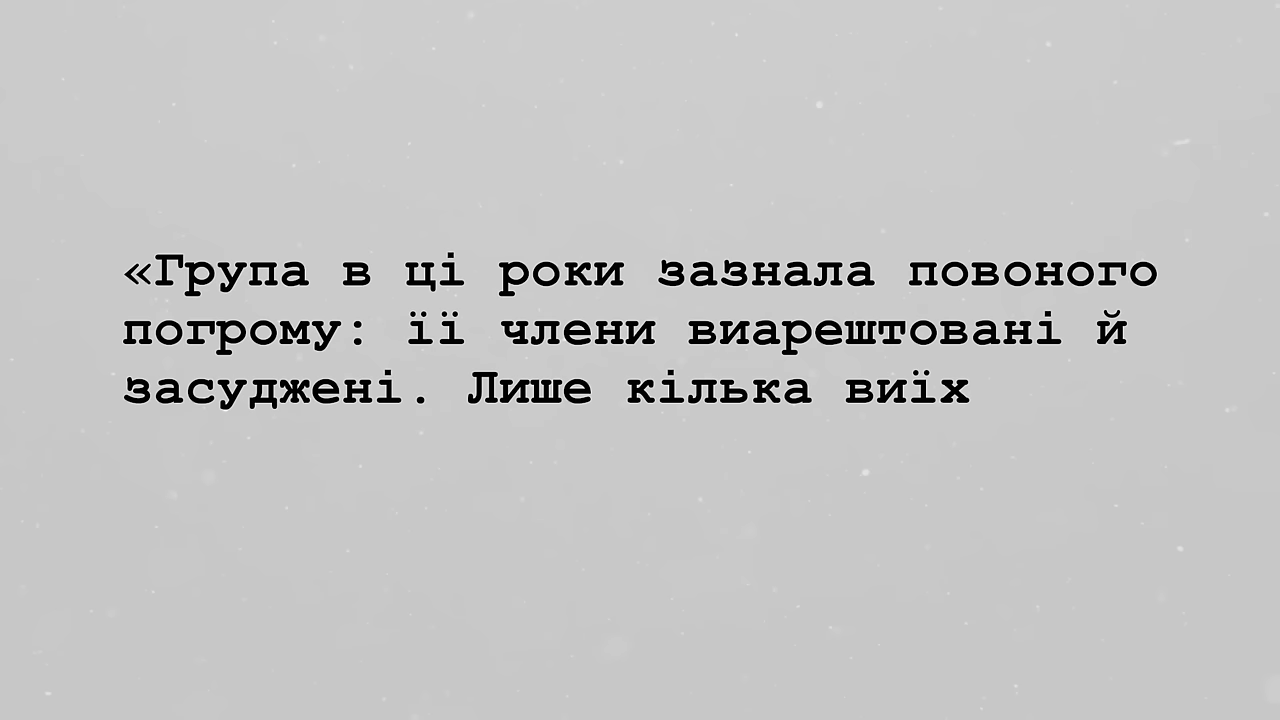 «Група в ці роки зазнала повоного
погрому: її члени виарештовані й
засуджені. Лише кілька виїх